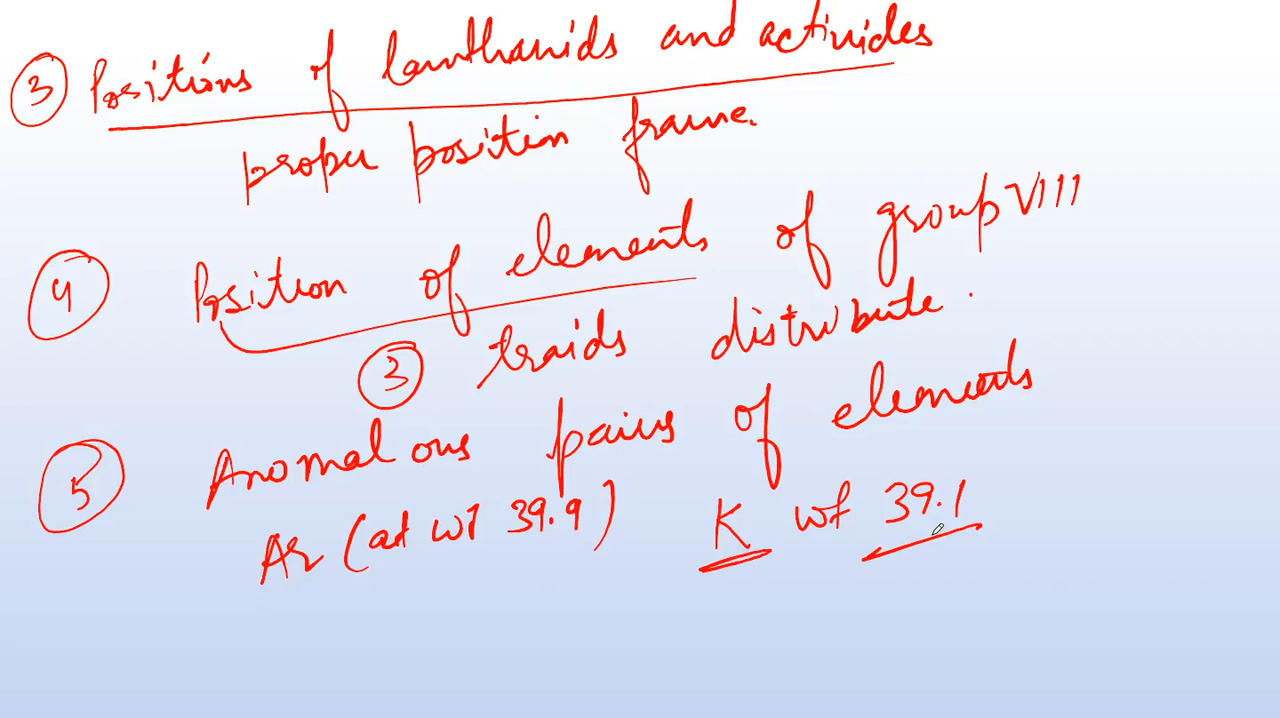 ③ Positions of lanthanids and actinides
proper position frame.
④ Position of elements of group VIII
③ traids distribute.
⑤ Anomalous pairs of elements
Ar (at wt 39.9) K wt 39.1